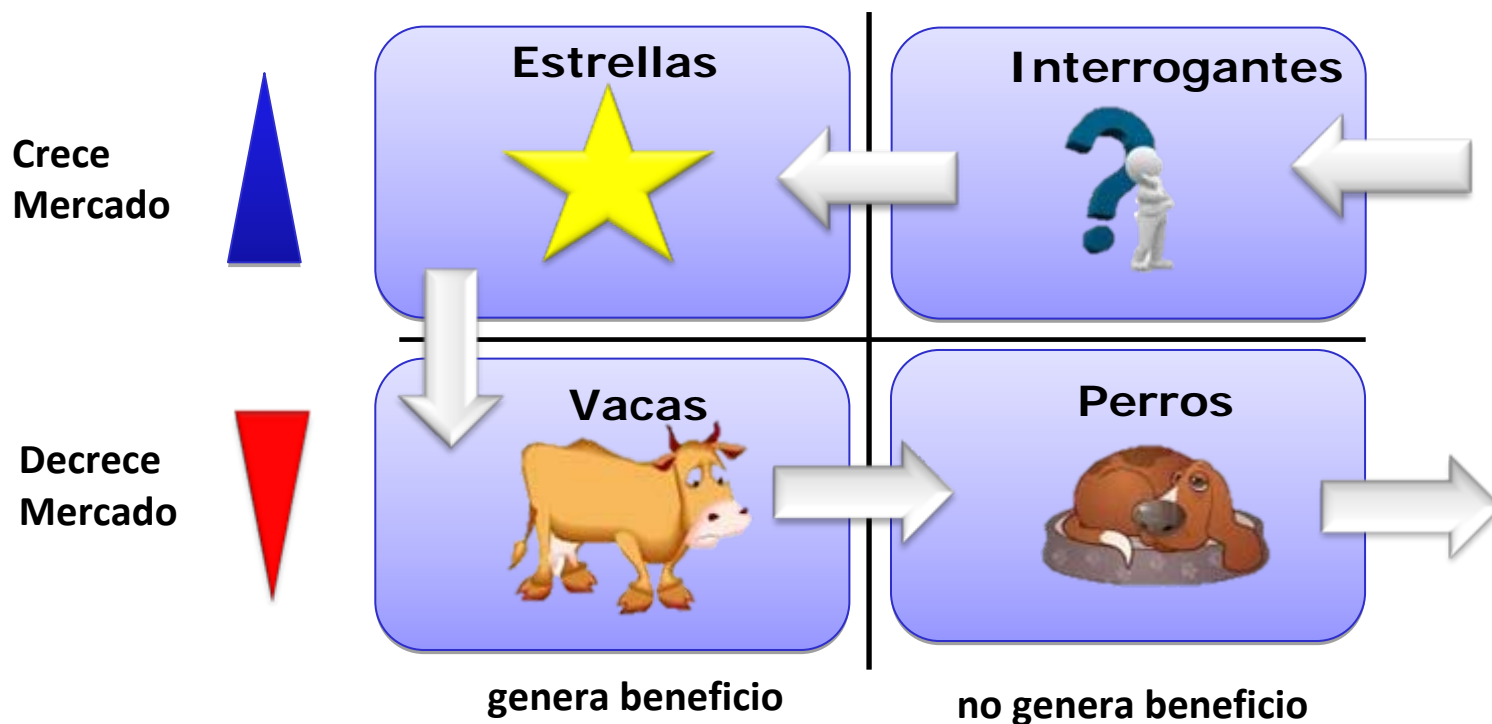 Estrellas
Interrogantes
Crece
Mercado
Vacas
Perros
Decrece
Mercado
genera beneficio
no genera beneficio